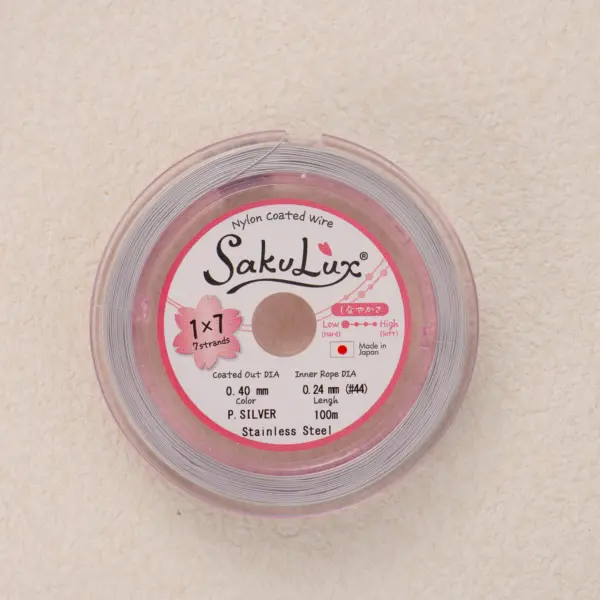 Nylon Coated Wire
SakuLux®
しなやかさ
1×7
7strands
Low High
(Hard) (Soft)
Made in
Japan
Coated Out DIA Inner Rope DIA
0.40 mm 0.24 mm (#44)
Color Lengh
P.SILVER 100m
Stainless Steel